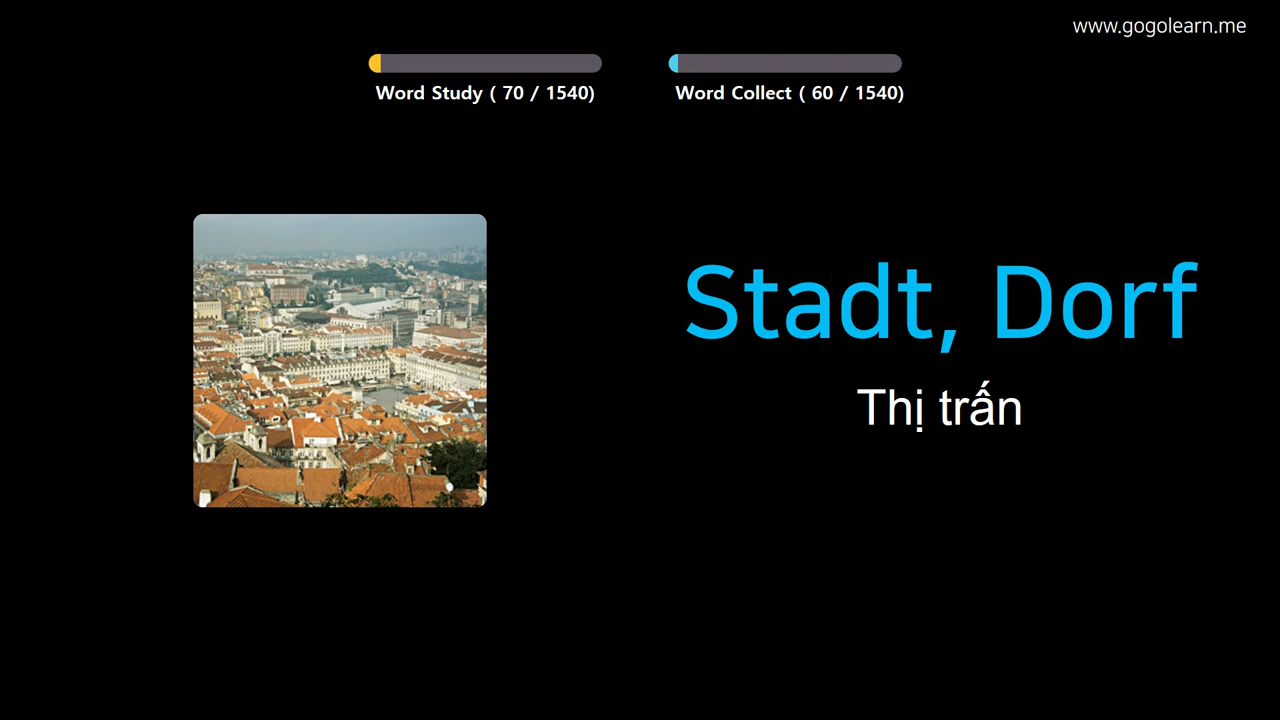 www.gogolearn.me
Word Study ( 70 / 1540)
Word Collect ( 60 / 1540)
Stadt, Dorf
Thị trấn